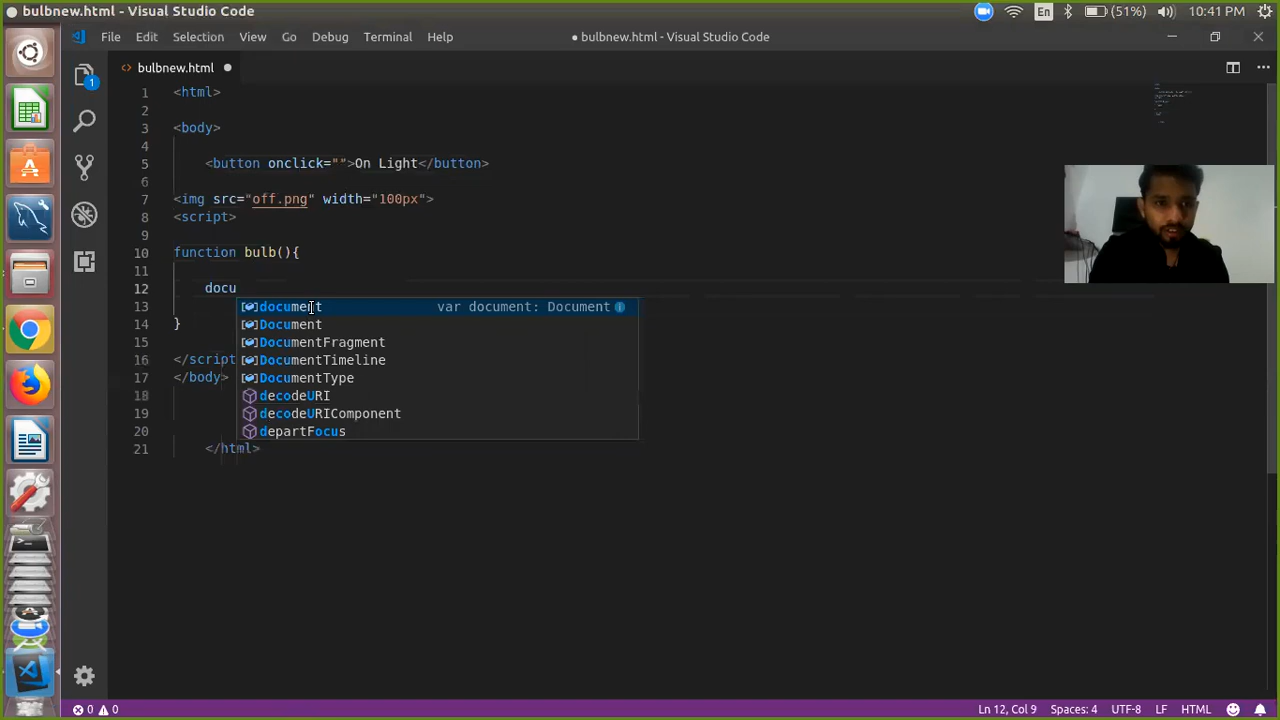 bulbnew.html - Visual Studio Code
En
(51%)
10:41 PM
File Edit Selection View Go Debug Terminal Help
● bulbnew.html - Visual Studio Code
1
<> bulbnew.html ●
1 <html>
2
3 <body>
4
5 <button onclick="">On Light</button>
6
7 <img src="off.png" width="100px">
8 <script>
9
10 function bulb(){
11
12 docu
13
14 }
15
16 </script
17 </body>
18
19
20
21 </html>
document var document: Document
Document
DocumentFragment
DocumentTimeline
DocumentType
decodeURI
decodeURIComponent
departFocus
0 0
Ln 12, Col 9 Spaces: 4 UTF-8 LF HTML